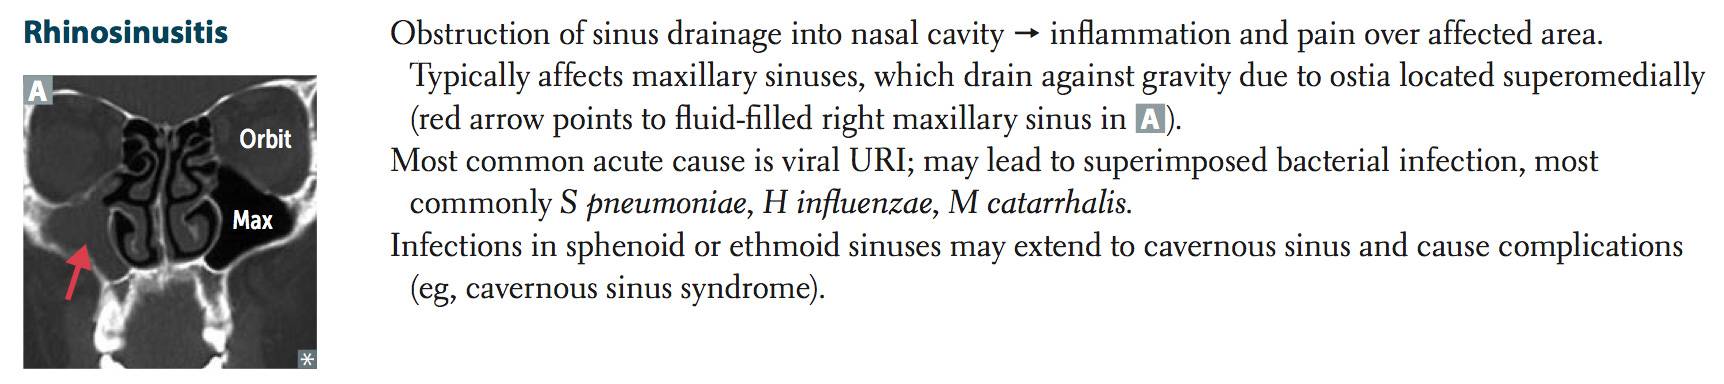 Rhinosinusitis
A
Orbit
Max
*
Obstruction of sinus drainage into nasal cavity → inflammation and pain over affected area.
Typically affects maxillary sinuses, which drain against gravity due to ostia located superomedially
(red arrow points to fluid-filled right maxillary sinus in A).
Most common acute cause is viral URI; may lead to superimposed bacterial infection, most
commonly S pneumoniae, H influenzae, M catarrhalis.
Infections in sphenoid or ethmoid sinuses may extend to cavernous sinus and cause complications
(eg, cavernous sinus syndrome).